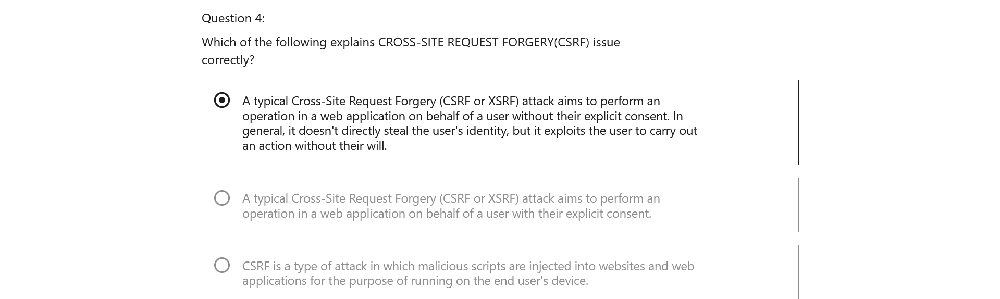 Question 4:
Which of the following explains CROSS-SITE REQUEST FORGERY(CSRF) issue
correctly?
A typical Cross-Site Request Forgery (CSRF or XSRF) attack aims to perform an
operation in a web application on behalf of a user without their explicit consent. In
general, it doesn't directly steal the user's identity, but it exploits the user to carry out
an action without their will.
A typical Cross-Site Request Forgery (CSRF or XSRF) attack aims to perform an
operation in a web application on behalf of a user with their explicit consent.
CSRF is a type of attack in which malicious scripts are injected into websites and web
applications for the purpose of running on the end user's device.